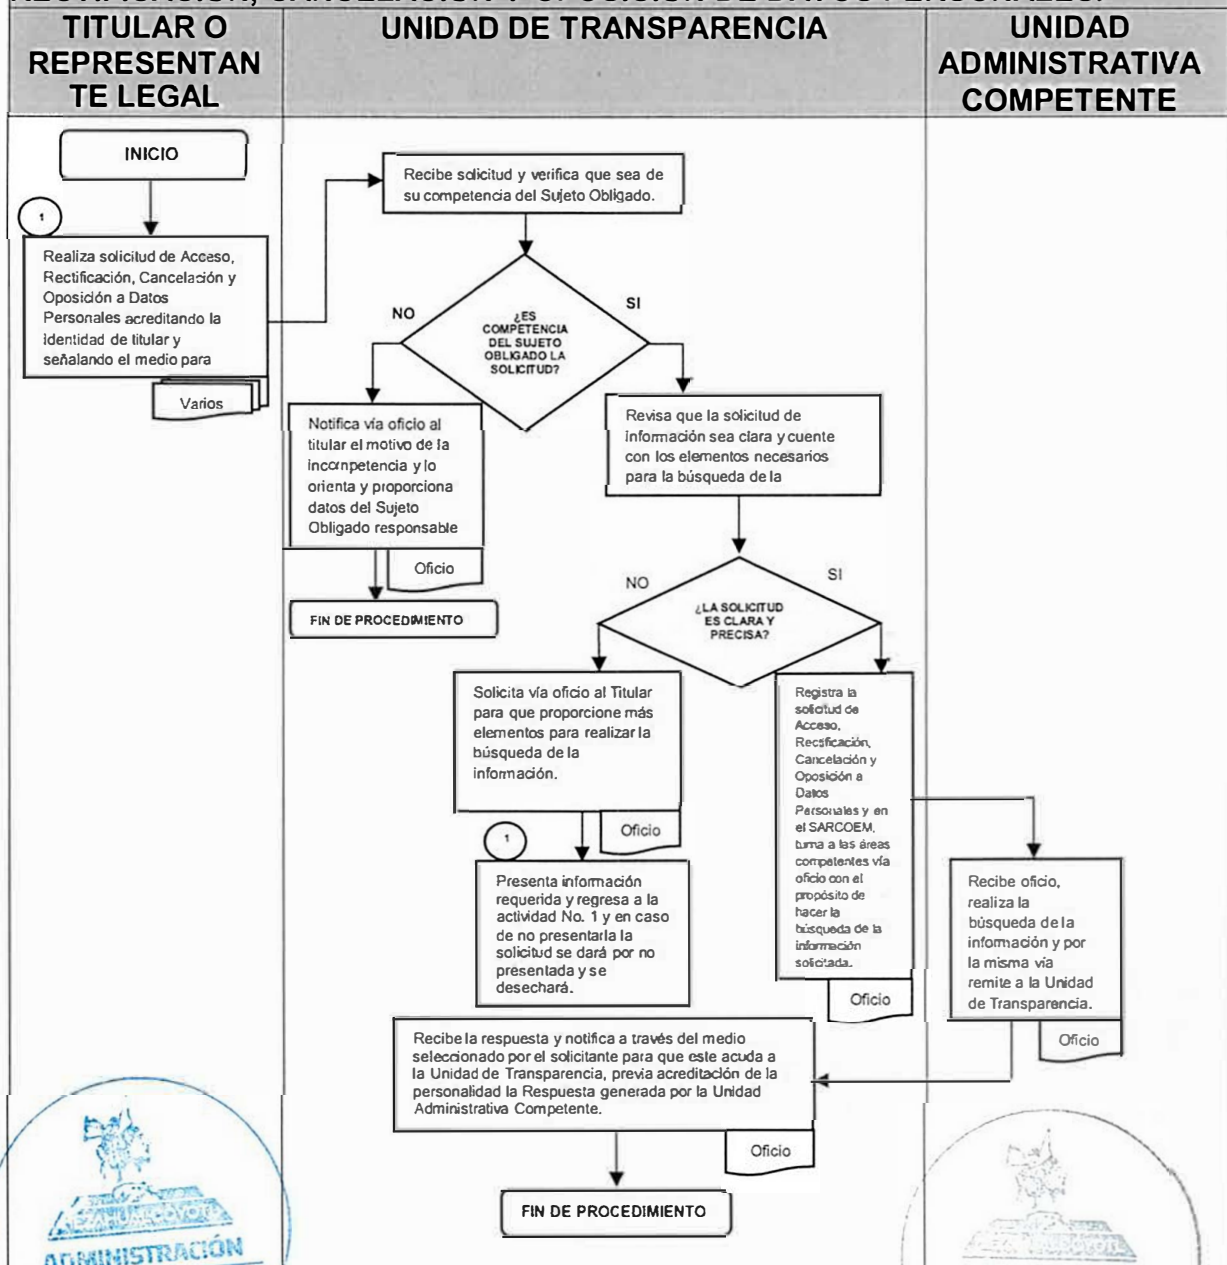 RECTIFICACIÓN, CANCELACIÓN Y OPOSICIÓN DE DATOS PERSONALES.
TITULAR O
REPRESENTAN
TE LEGAL
UNIDAD DE TRANSPARENCIA
UNIDAD
ADMINISTRATIVA
COMPETENTE
INICIO
1
Realiza solicitud de Acceso,
Rectificación, Cancelación y
Oposición a Datos
Personales acreditando la
identidad de titular y
señalando el medio para
Varios
Recibe solicitud y verifica que sea de
su competencia del Sujeto Obligado.
¿ES
COMPETENCIA
DEL SUJETO
OBLIGADO LA
SOLICITUD?
NO
SI
Notifica vía oficio al
titular el motivo de la
incompetencia y lo
orienta y proporciona
datos del Sujeto
Obligado responsable
Oficio
FIN DE PROCEDIMIENTO
Revisa que la solicitud de
información sea clara y cuente
con los elementos necesarios
para la búsqueda de la
¿LA SOLICITUD
ES CLARA Y
PRECISA?
NO
SI
Solicita vía oficio al Titular
para que proporcione más
elementos para realizar la
búsqueda de la
información.
Oficio
1
Presenta información
requerida y regresa a la
actividad No. 1 y en caso
de no presentarla la
solicitud se dará por no
presentada y se
desechará.
Registra la
solicitud de
Acceso,
Rectificación,
Cancelación y
Oposición a
Datos
Personales y en
el SARCOEM,
turna a las áreas
competentes vía
oficio con el
propósito de
hacer la
búsqueda de la
información
solicitada.
Oficio
Recibe oficio,
realiza la
búsqueda de la
información y por
la misma vía
remite a la Unidad
de Transparencia.
Oficio
Recibe la respuesta y notifica a través del medio
seleccionado por el solicitante para que este acuda a
la Unidad de Transparencia, previa acreditación de la
personalidad la Respuesta generada por la Unidad
Administrativa Competente.
Oficio
FIN DE PROCEDIMIENTO
NEZAHUALCÓYOTL
ADMINISTRACIÓN